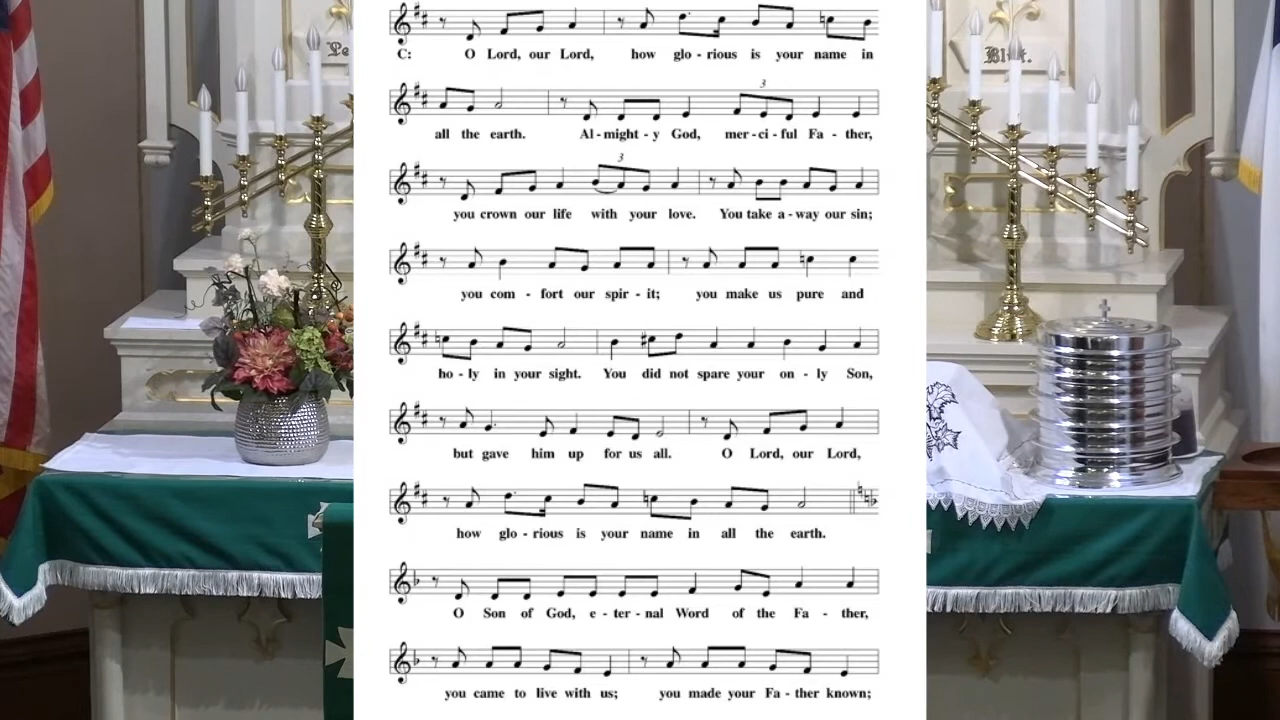 C: O Lord, our Lord, how glo - rious is your name in
3
all the earth. Al - might - y God, mer - ci - ful Fa - ther,
3
you crown our life with your love. You take a - way our sin;
you com - fort our spir - it; you make us pure and
ho - ly in your sight. You did not spare your on - ly Son,
but gave him up for us all. O Lord, our Lord,
how glo - rious is your name in all the earth.
O Son of God, e - ter - nal Word of the Fa - ther,
you came to live with us; you made your Fa - ther known;